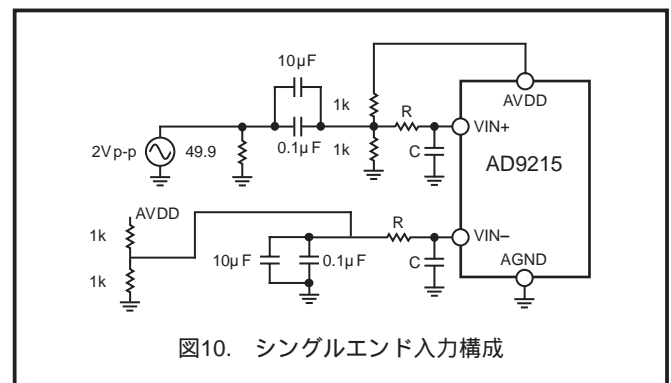 10μF
1k
R
AVDD
VIN+
2Vp-p
49.9
0.1μF
1k
C
AD9215
AVDD
1k
R
VIN–
10μF
0.1μF
C
AGND
1k
図10. シングルエンド入力構成